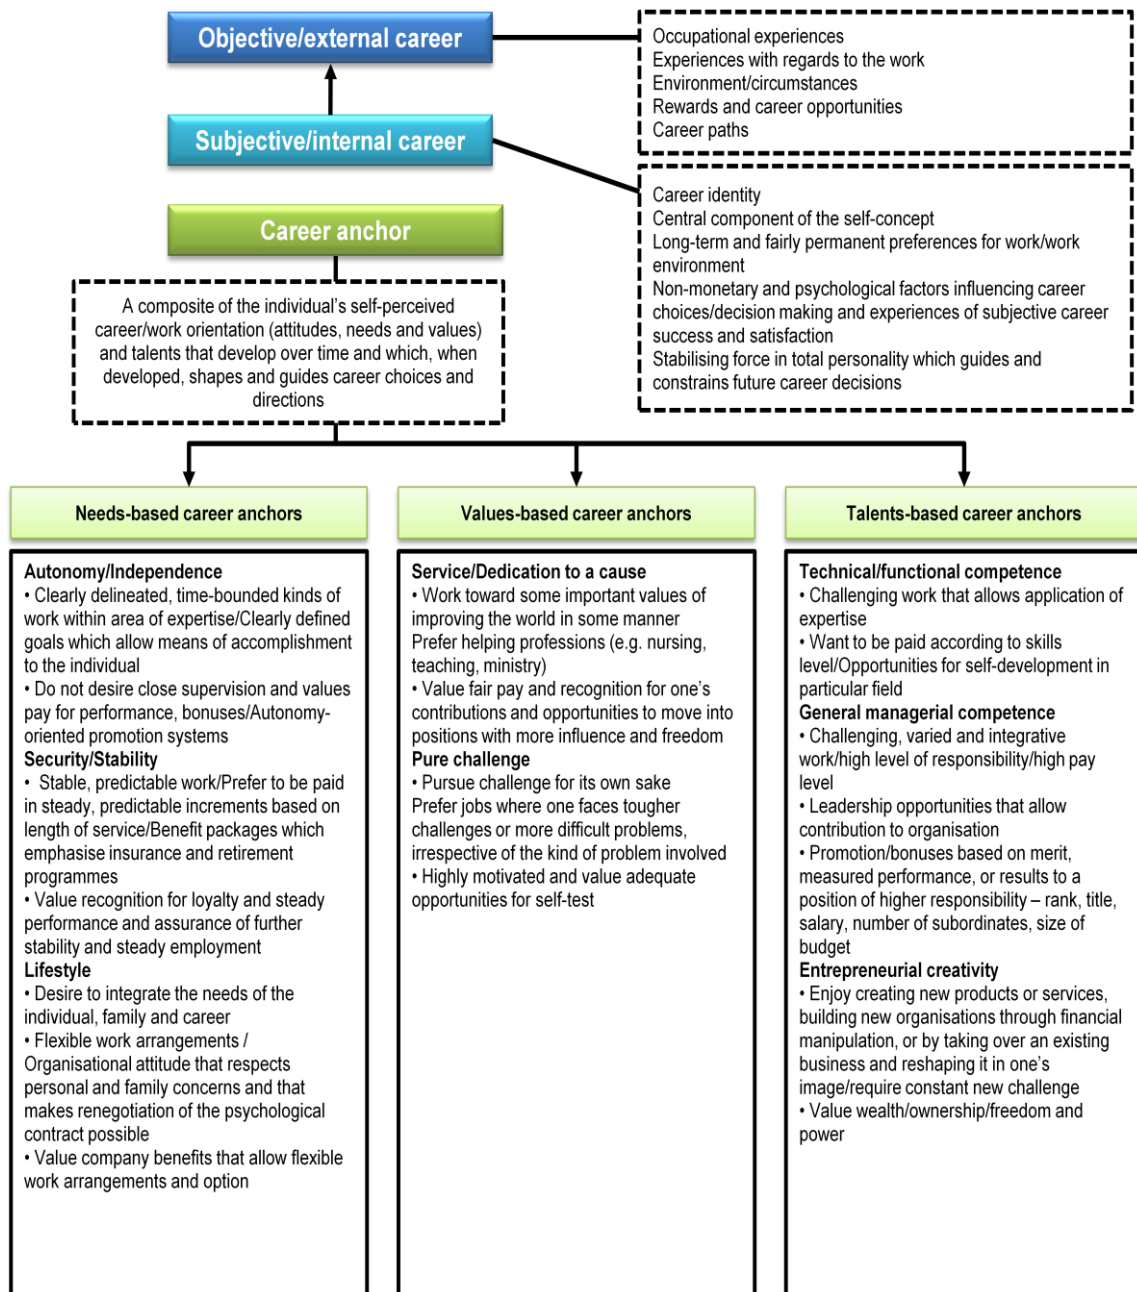 Objective/external career
Occupational experiences
Experiences with regards to the work
Environment/circumstances
Rewards and career opportunities
Career paths
Subjective/internal career
Career identity
Central component of the self-concept
Long-term and fairly permanent preferences for work/work
environment
Non-monetary and psychological factors influencing career
choices/decision making and experiences of subjective career
success and satisfaction
Stabilising force in total personality which guides and
constrains future career decisions
Career anchor
A composite of the individual's self-perceived
career/work orientation (attitudes, needs and values)
and talents that develop over time and which, when
developed, shapes and guides career choices and
directions
Needs-based career anchors
Autonomy/Independence
• Clearly delineated, time-bounded kinds of
work within area of expertise/Clearly defined
goals which allow means of accomplishment
to the individual
• Do not desire close supervision and values
pay for performance, bonuses/Autonomy-
oriented promotion systems
Security/Stability
• Stable, predictable work/Prefer to be paid
in steady, predictable increments based on
length of service/Benefit packages which
emphasise insurance and retirement
programmes
• Value recognition for loyalty and steady
performance and assurance of further
stability and steady employment
Lifestyle
• Desire to integrate the needs of the
individual, family and career
• Flexible work arrangements /
Organisational attitude that respects
personal and family concerns and that
makes renegotiation of the psychological
contract possible
• Value company benefits that allow flexible
work arrangements and option
Values-based career anchors
Service/Dedication to a cause
• Work toward some important values of
improving the world in some manner
Prefer helping professions (e.g. nursing,
teaching, ministry)
• Value fair pay and recognition for one's
contributions and opportunities to move into
positions with more influence and freedom
Pure challenge
• Pursue challenge for its own sake
Prefer jobs where one faces tougher
challenges or more difficult problems,
irrespective of the kind of problem involved
• Highly motivated and value adequate
opportunities for self-test
Talents-based career anchors
Technical/functional competence
• Challenging work that allows application of
expertise
• Want to be paid according to skills
level/Opportunities for self-development in
particular field
General managerial competence
• Challenging, varied and integrative
work/high level of responsibility/high pay
level
• Leadership opportunities that allow
contribution to organisation
• Promotion/bonuses based on merit,
measured performance, or results to a
position of higher responsibility – rank, title,
salary, number of subordinates, size of
budget
Entrepreneurial creativity
• Enjoy creating new products or services,
building new organisations through financial
manipulation, or by taking over an existing
business and reshaping it in one's
image/require constant new challenge
• Value wealth/ownership/freedom and
power